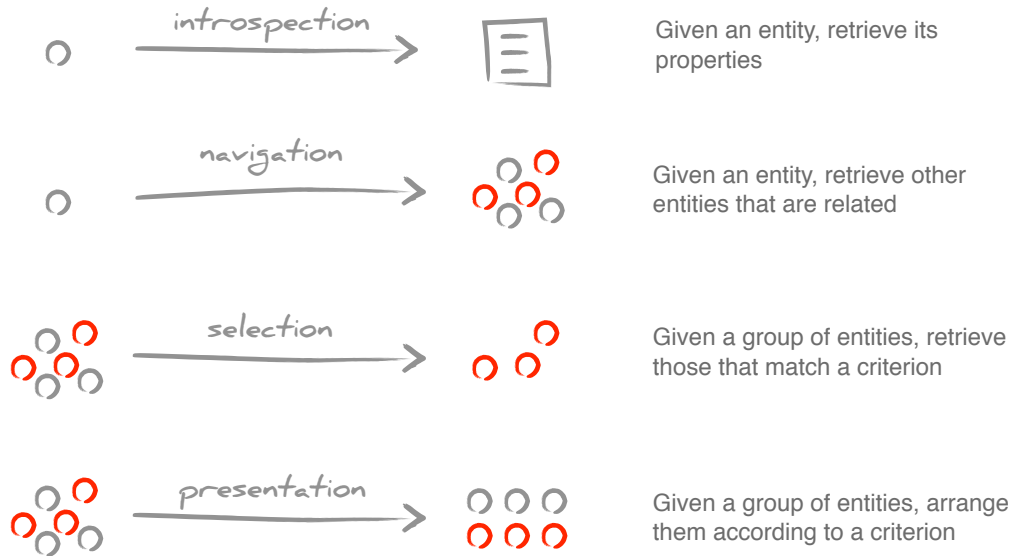 introspection
Given an entity, retrieve its
properties
navigation
Given an entity, retrieve other
entities that are related
selection
Given a group of entities, retrieve
those that match a criterion
presentation
Given a group of entities, arrange
them according to a criterion